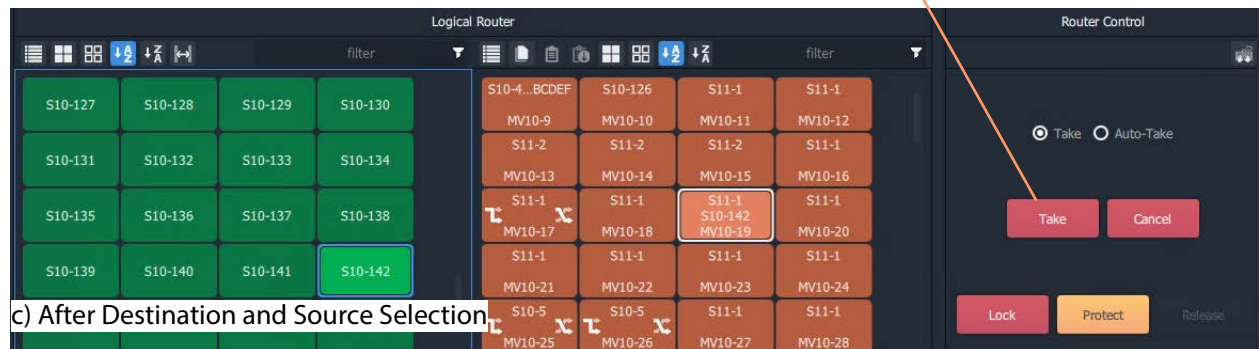 Logical Router
Router Control
filter
filter
S10-127 S10-128 S10-129 S10-130
S10-131 S10-132 S10-133 S10-134
S10-135 S10-136 S10-137 S10-138
S10-139 S10-140 S10-141 S10-142
S10-4...BCDEF S10-126 S11-1 S11-1
MV10-9 MV10-10 MV10-11 MV10-12
S11-2 S11-2 S11-2 S11-1
MV10-13 MV10-14 MV10-15 MV10-16
S11-1 S11-1 S11-1 S11-1
S10-142
MV10-17 MV10-18 MV10-19 MV10-20
S11-1 S11-1 S11-1 S11-1
MV10-21 MV10-22 MV10-23 MV10-24
S10-5 S10-5 S11-1 S11-1
MV10-25 MV10-26 MV10-27 MV10-28
Take Auto-Take
Take Cancel
Lock Protect Release
c) After Destination and Source Selection